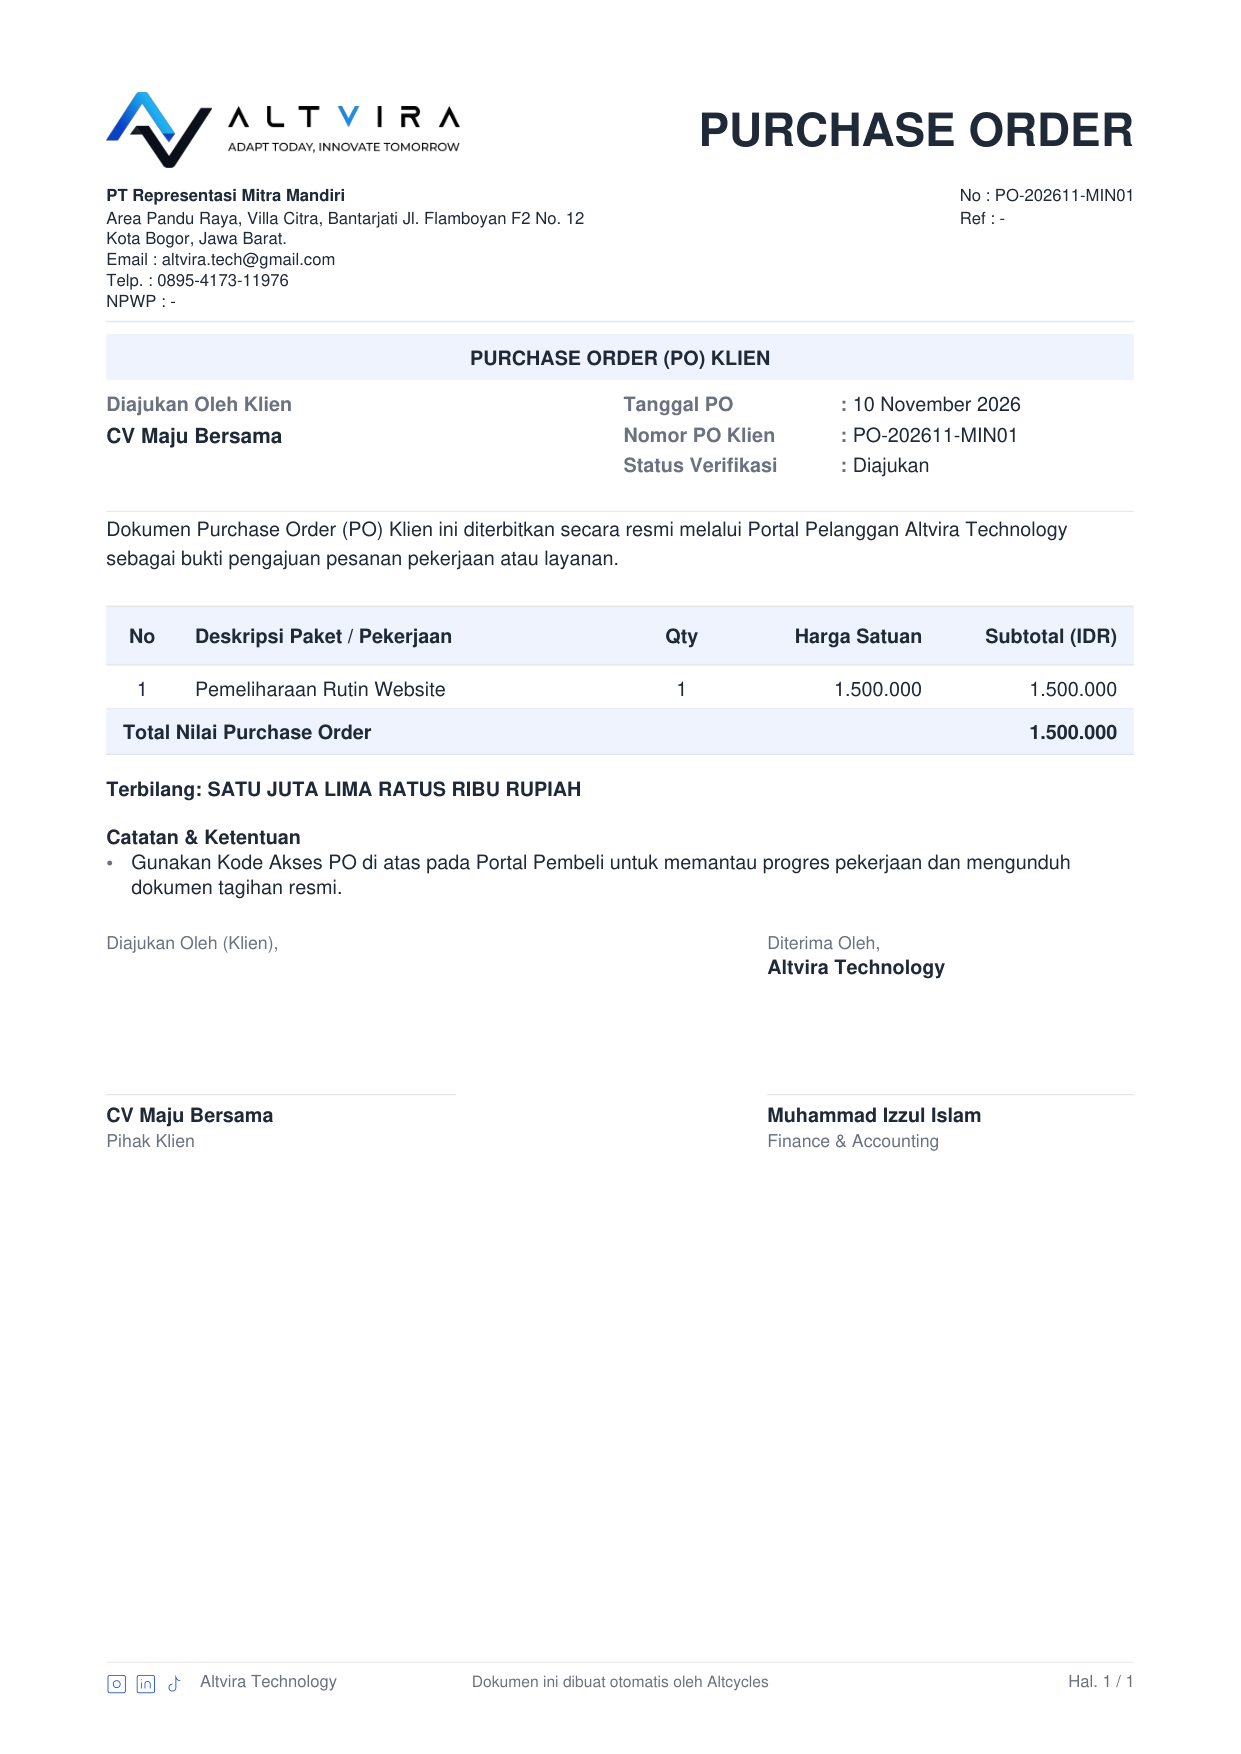 ALTVIRA
ADAPT TODAY, INNOVATE TOMORROW
PURCHASE ORDER
PT Representasi Mitra Mandiri
Area Pandu Raya, Villa Citra, Bantarjati Jl. Flamboyan F2 No. 12
Kota Bogor, Jawa Barat.
Email : altvira.tech@gmail.com
Telp. : 0895-4173-11976
NPWP : -
No : PO-202611-MIN01
Ref : -
PURCHASE ORDER (PO) KLIEN
Diajukan Oleh Klien
CV Maju Bersama
Tanggal PO : 10 November 2026
Nomor PO Klien : PO-202611-MIN01
Status Verifikasi : Diajukan
Dokumen Purchase Order (PO) Klien ini diterbitkan secara resmi melalui Portal Pelanggan Altvira Technology
sebagai bukti pengajuan pesanan pekerjaan atau layanan.
No Deskripsi Paket / Pekerjaan Qty Harga Satuan Subtotal (IDR)
1 Pemeliharaan Rutin Website 1 1.500.000 1.500.000
Total Nilai Purchase Order 1.500.000
Terbilang: SATU JUTA LIMA RATUS RIBU RUPIAH
Catatan & Ketentuan
• Gunakan Kode Akses PO di atas pada Portal Pembeli untuk memantau progres pekerjaan dan mengunduh
dokumen tagihan resmi.
Diajukan Oleh (Klien),
Diterima Oleh,
Altvira Technology
CV Maju Bersama
Pihak Klien
Muhammad Izzul Islam
Finance & Accounting
Altvira Technology Dokumen ini dibuat otomatis oleh Altcycles Hal. 1 / 1